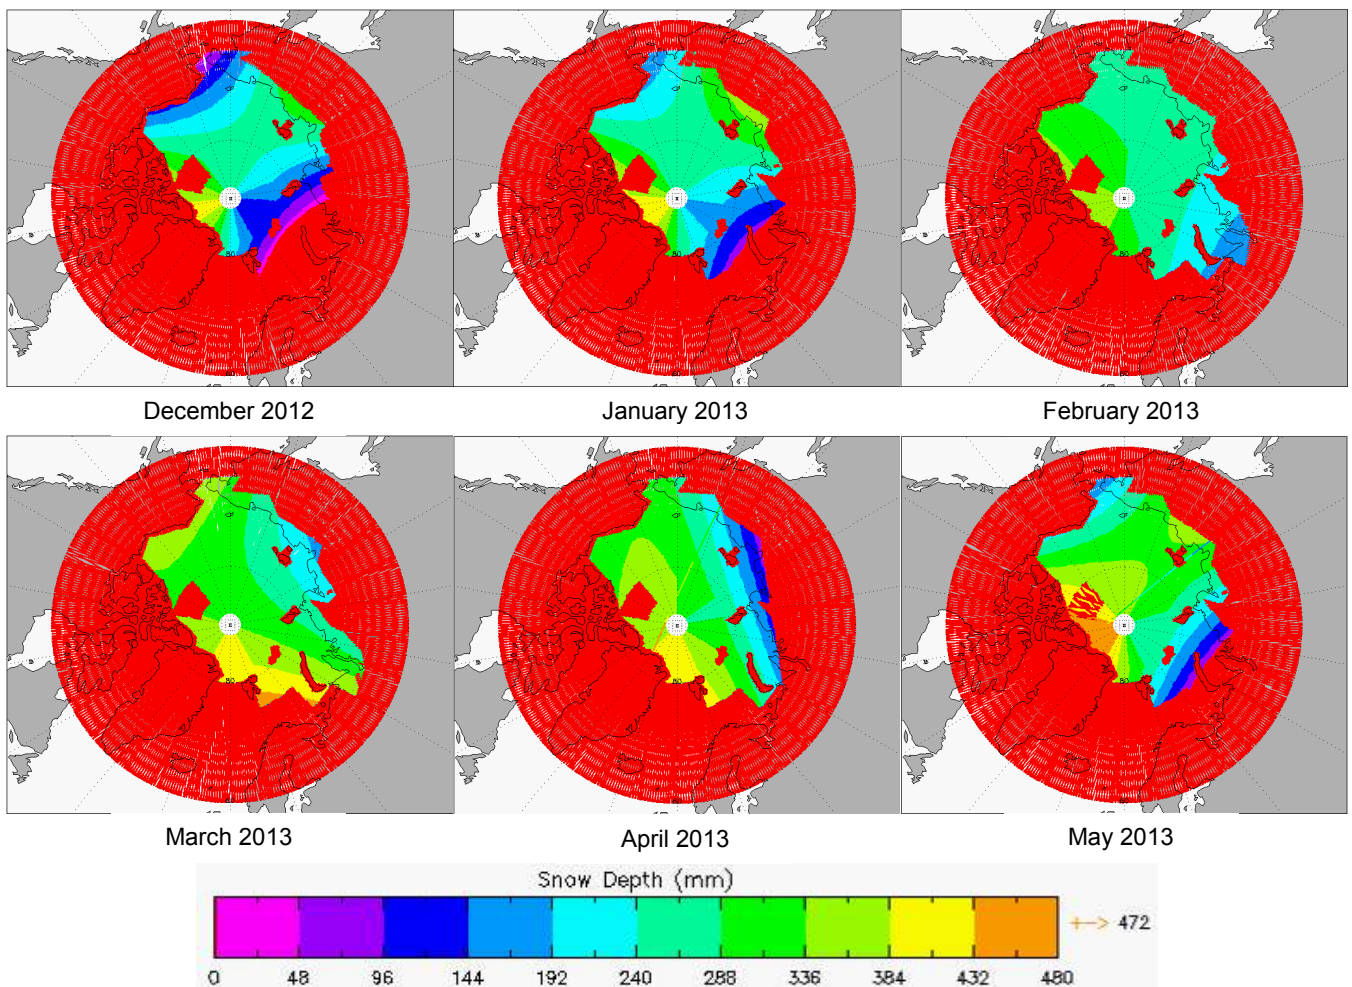 December 2012
January 2013
February 2013
March 2013
April 2013
May 2013
Snow Depth (mm)
+--> 472
0 48 96 144 192 240 288 336 384 432 480